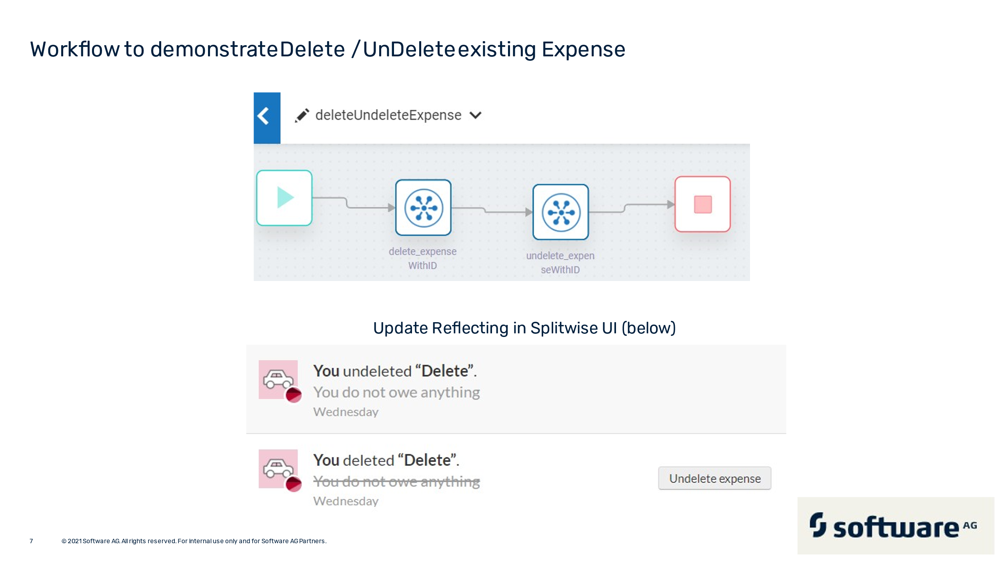 Workflow to demonstrate Delete / UnDelete existing Expense
deleteUndeleteExpense
delete_expense
WithID
undelete_expen
seWithID
Update Reflecting in Splitwise UI (below)
You undeleted “Delete”.
You do not owe anything
Wednesday
You deleted “Delete”.
You do not owe anything
Wednesday
Undelete expense
software AG
7 © 2021 Software AG. All rights reserved. For internal use only and for Software AG Partners.